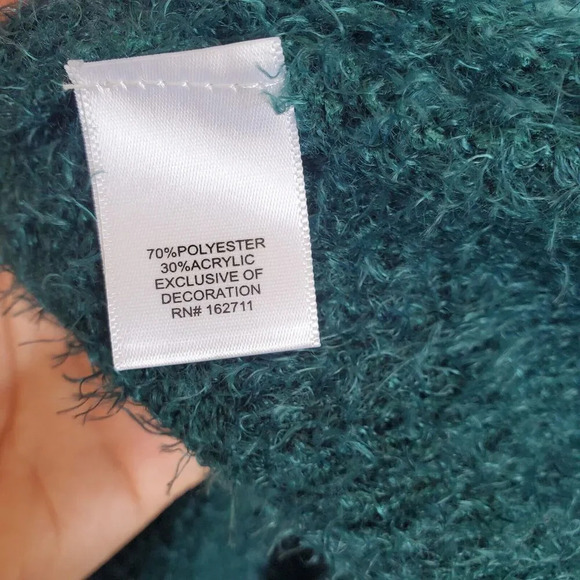 70%POLYESTER
30%ACRYLIC
EXCLUSIVE OF
DECORATION
RN# 162711